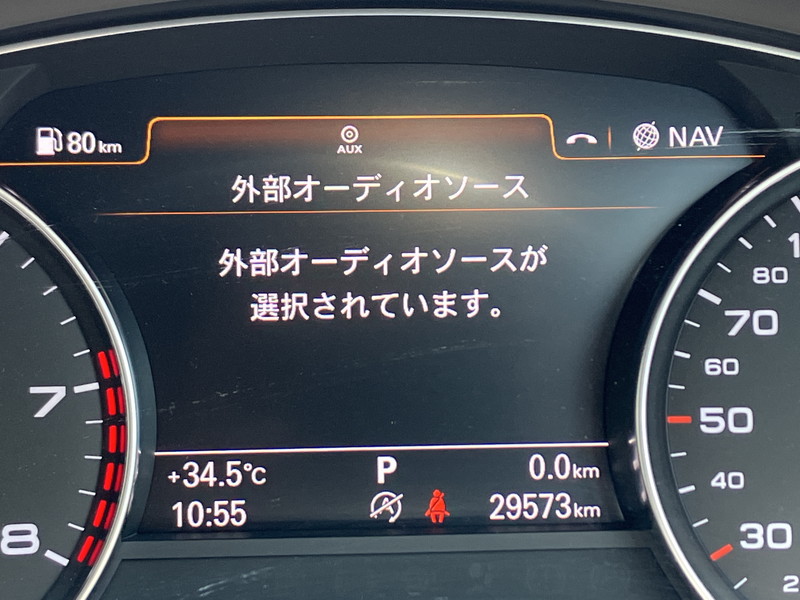 80km
AUX
NAV
外部オーディオソース
外部オーディオソースが
選択されています。
+34.5°C
P
0.0km
10:55
29573km
7
8
80
70
60
50
40
30